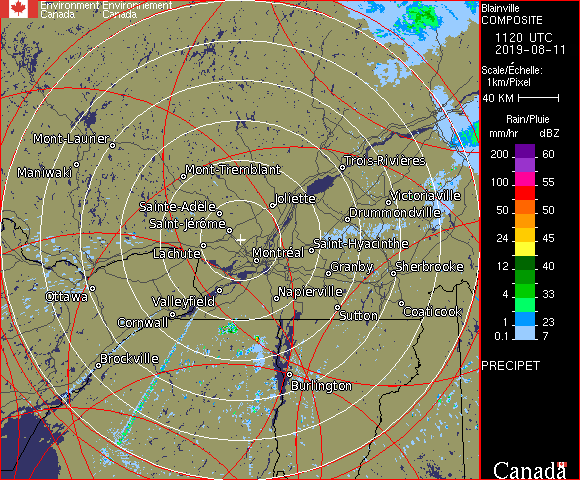 Environment Environnement
Canada Canada
Blainville
COMPOSITE
1120 UTC
2019-08-11
Scale/Échelle:
1km/Pixel
40 KM
Rain/Pluie
mm/hr dBZ
200 60
100 55
50 50
24 45
12 40
4 33
1 23
0.1 7
PRECIPET
Canada
Mont-Laurier
Maniwaki
Mont-Tremblant
Trois-Rivières
Joliette
Victoriaville
Sainte-Adèle
Drummondville
Saint-Jérôme
Saint-Hyacinthe
Lachute
Montréal
Granby
Sherbrooke
Ottawa
Valleyfield
Napierville
Cornwall
Sutton
Coaticook
Brockville
Burlington